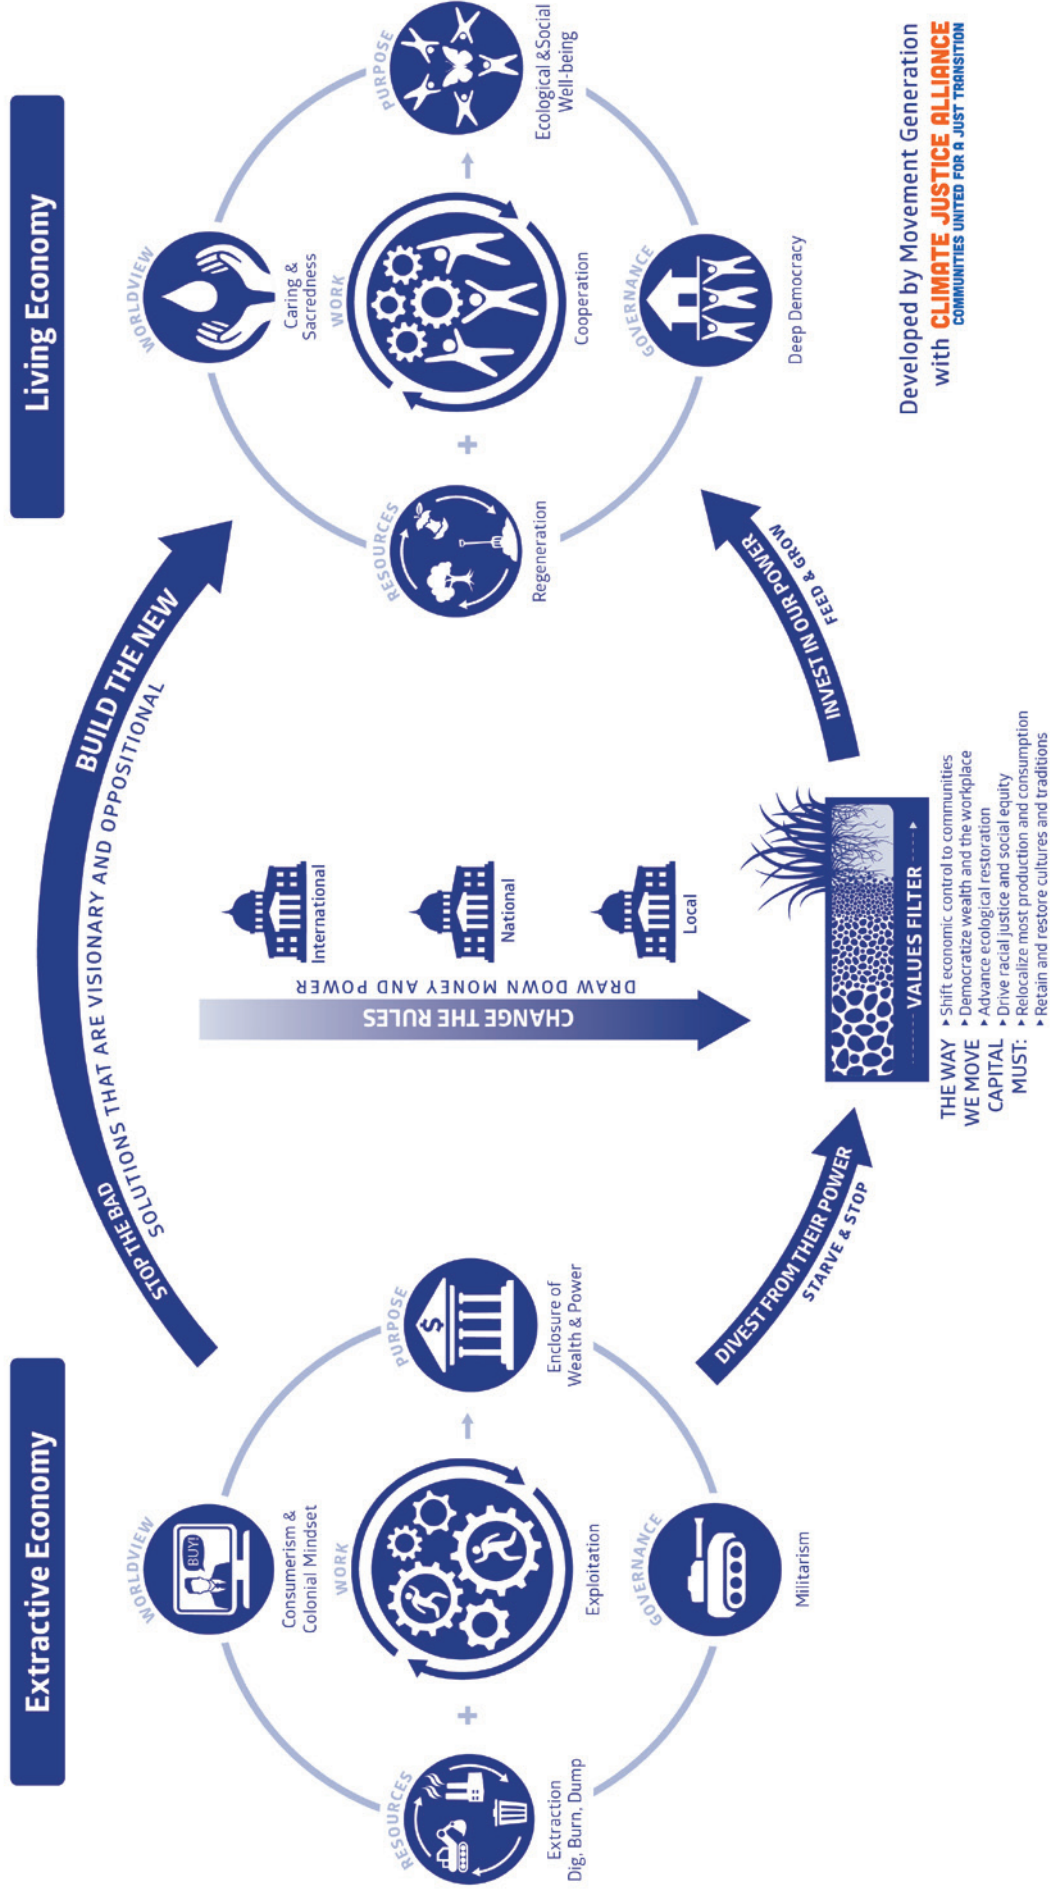 Extractive Economy
Living Economy
STOP THE BAD
BUILD THE NEW
SOLUTIONS THAT ARE VISIONARY AND OPPOSITIONAL
WORLDVIEW
BUY!
Consumerism &
Colonial Mindset
RESOURCES
Extraction
Dig, Burn, Dump
+
WORK
Exploitation
PURPOSE
$
Enclosure of
Wealth & Power
GOVERNANCE
Militarism
CHANGE THE RULES
DRAW DOWN MONEY AND POWER
International
National
Local
WORLDVIEW
Caring &
Sacredness
RESOURCES
Regeneration
+
WORK
Cooperation
PURPOSE
Ecological &Social
Well-being
GOVERNANCE
Deep Democracy
DIVEST FROM THEIR POWER
STARVE & STOP
VALUES FILTER
INVEST IN OUR POWER
FEED & GROW
THE WAY
WE MOVE
CAPITAL
MUST:
Shift economic control to communities
Democratize wealth and the workplace
Advance ecological restoration
Drive racial justice and social equity
Relocalize most production and consumption
Retain and restore cultures and traditions
Developed by Movement Generation
with CLIMATE JUSTICE ALLIANCE
COMMUNITIES UNITED FOR A JUST TRANSITION